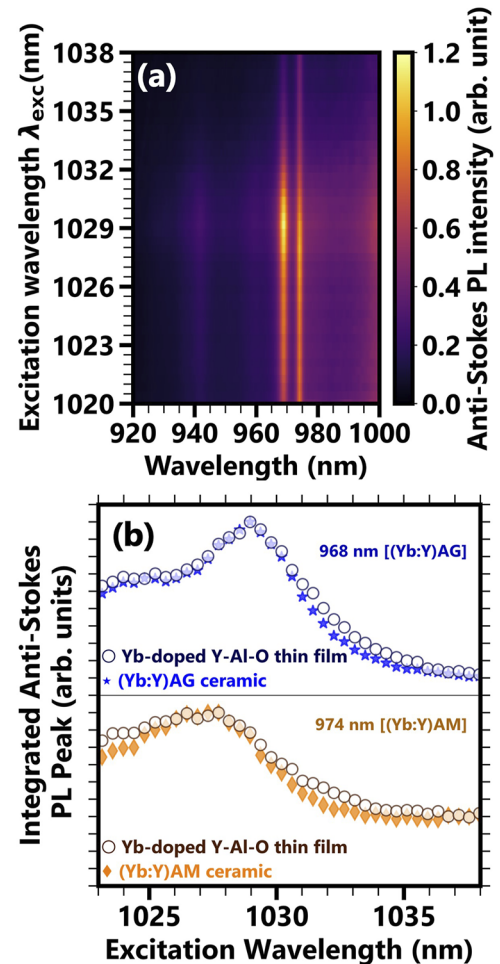 (a)
Excitation wavelength λexc(nm)
1038
1035
1032
1029
1026
1023
1020
920 940 960 980 1000
Wavelength (nm)
1.2
1.0
0.8
0.6
0.4
0.2
0.0
Anti-Stokes PL intensity (arb. unit)
(b)
968 nm [(Yb:Y)AG]
Yb-doped Y-Al-O thin film
(Yb:Y)AG ceramic
974 nm [(Yb:Y)AM]
Yb-doped Y-Al-O thin film
(Yb:Y)AM ceramic
Integrated Anti-Stokes
PL Peak (arb. units)
1025 1030 1035
Excitation Wavelength (nm)